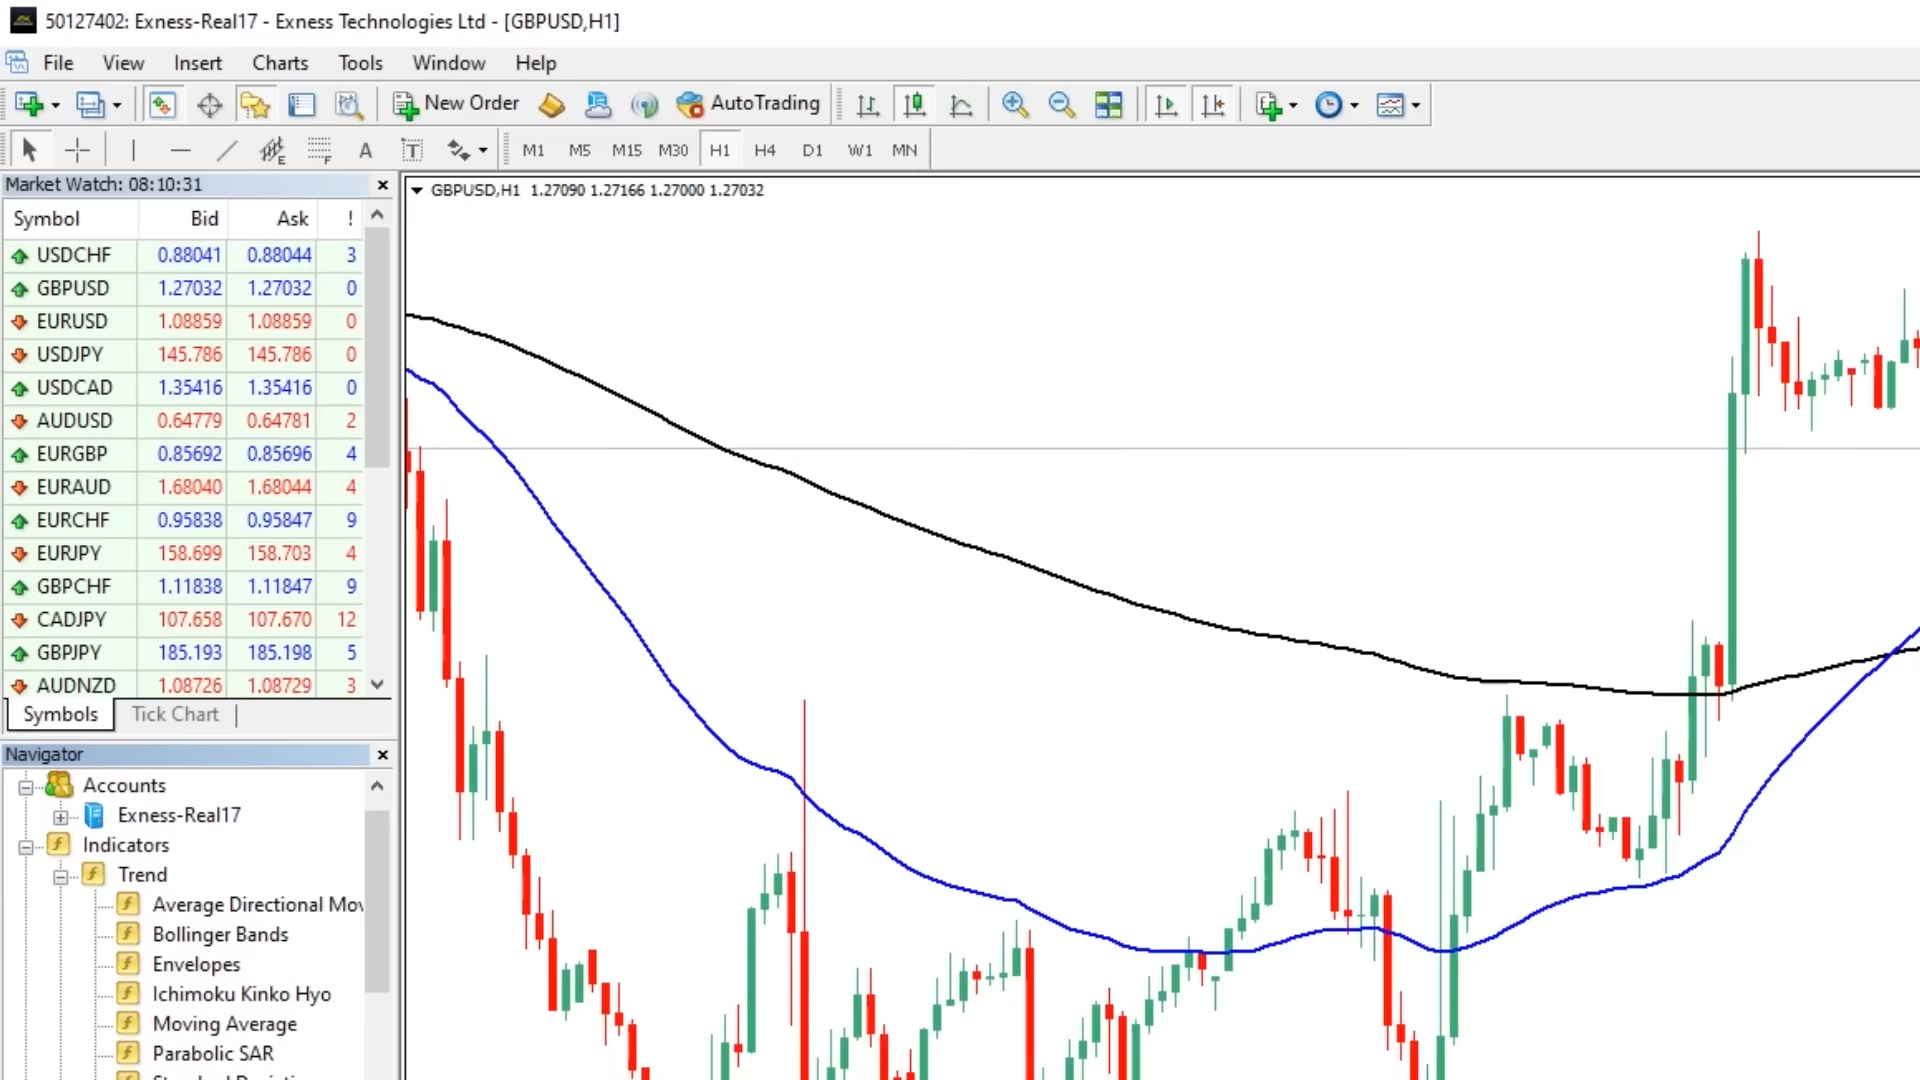 50127402: Exness-Real17 - Exness Technologies Ltd - [GBPUSD,H1]
File View Insert Charts Tools Window Help
New Order AutoTrading
E F A T M1 M5 M15 M30 H1 H4 D1 W1 MN
Market Watch: 08:10:31
GBPUSD,H1 1.27090 1.27166 1.27000 1.27032
Symbol Bid Ask !
USDCHF 0.88041 0.88044 3
GBPUSD 1.27032 1.27032 0
EURUSD 1.08859 1.08859 0
USDJPY 145.786 145.786 0
USDCAD 1.35416 1.35416 0
AUDUSD 0.64779 0.64781 2
EURGBP 0.85692 0.85696 4
EURAUD 1.68040 1.68044 4
EURCHF 0.95838 0.95847 9
EURJPY 158.699 158.703 4
GBPCHF 1.11838 1.11847 9
CADJPY 107.658 107.670 12
GBPJPY 185.193 185.198 5
AUDNZD 1.08726 1.08729 3
Symbols Tick Chart
Navigator
Accounts
Exness-Real17
Indicators
Trend
Average Directional Mov
Bollinger Bands
Envelopes
Ichimoku Kinko Hyo
Moving Average
Parabolic SAR